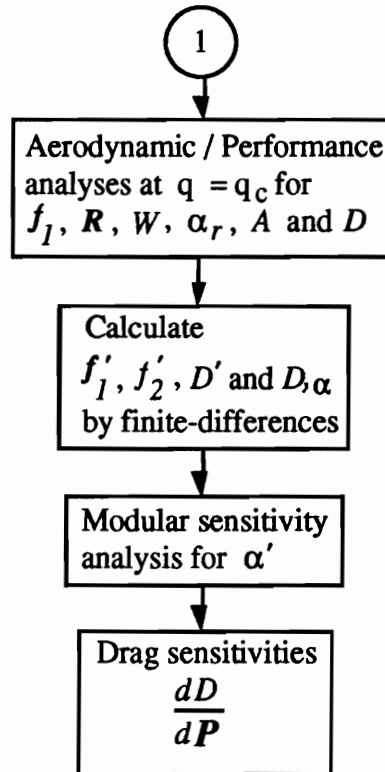 1
Aerodynamic / Performance
analyses at q = q_c for
f_1, R, W, α_r, A and D
Calculate
f_1′, f_2′, D′ and D,_α
by finite-differences
Modular sensitivity
analysis for α′
Drag sensitivities
dD
dP